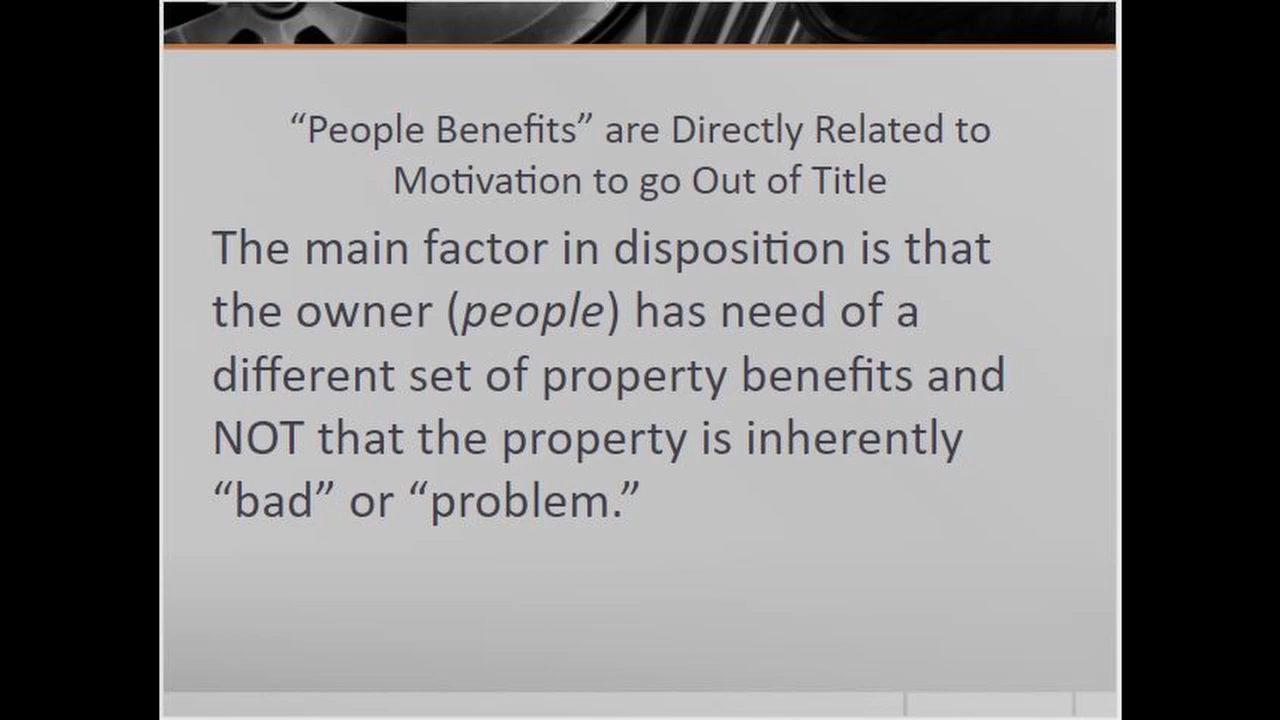 “People Benefits” are Directly Related to
Motivation to go Out of Title
The main factor in disposition is that
the owner (people) has need of a
different set of property benefits and
NOT that the property is inherently
“bad” or “problem.”